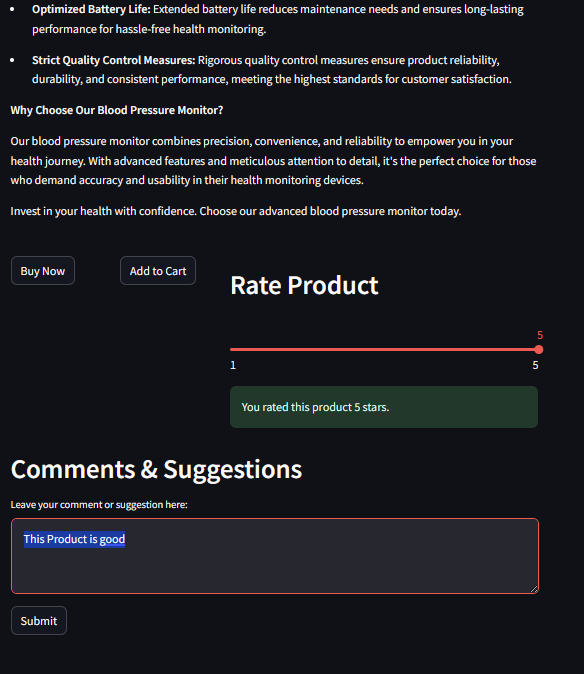 Optimized Battery Life: Extended battery life reduces maintenance needs and ensures long-lasting
performance for hassle-free health monitoring.
Strict Quality Control Measures: Rigorous quality control measures ensure product reliability,
durability, and consistent performance, meeting the highest standards for customer satisfaction.
Why Choose Our Blood Pressure Monitor?
Our blood pressure monitor combines precision, convenience, and reliability to empower you in your
health journey. With advanced features and meticulous attention to detail, it's the perfect choice for those
who demand accuracy and usability in their health monitoring devices.
Invest in your health with confidence. Choose our advanced blood pressure monitor today.
Buy Now
Add to Cart
Rate Product
5
1
5
You rated this product 5 stars.
Comments & Suggestions
Leave your comment or suggestion here:
This Product is good
Submit